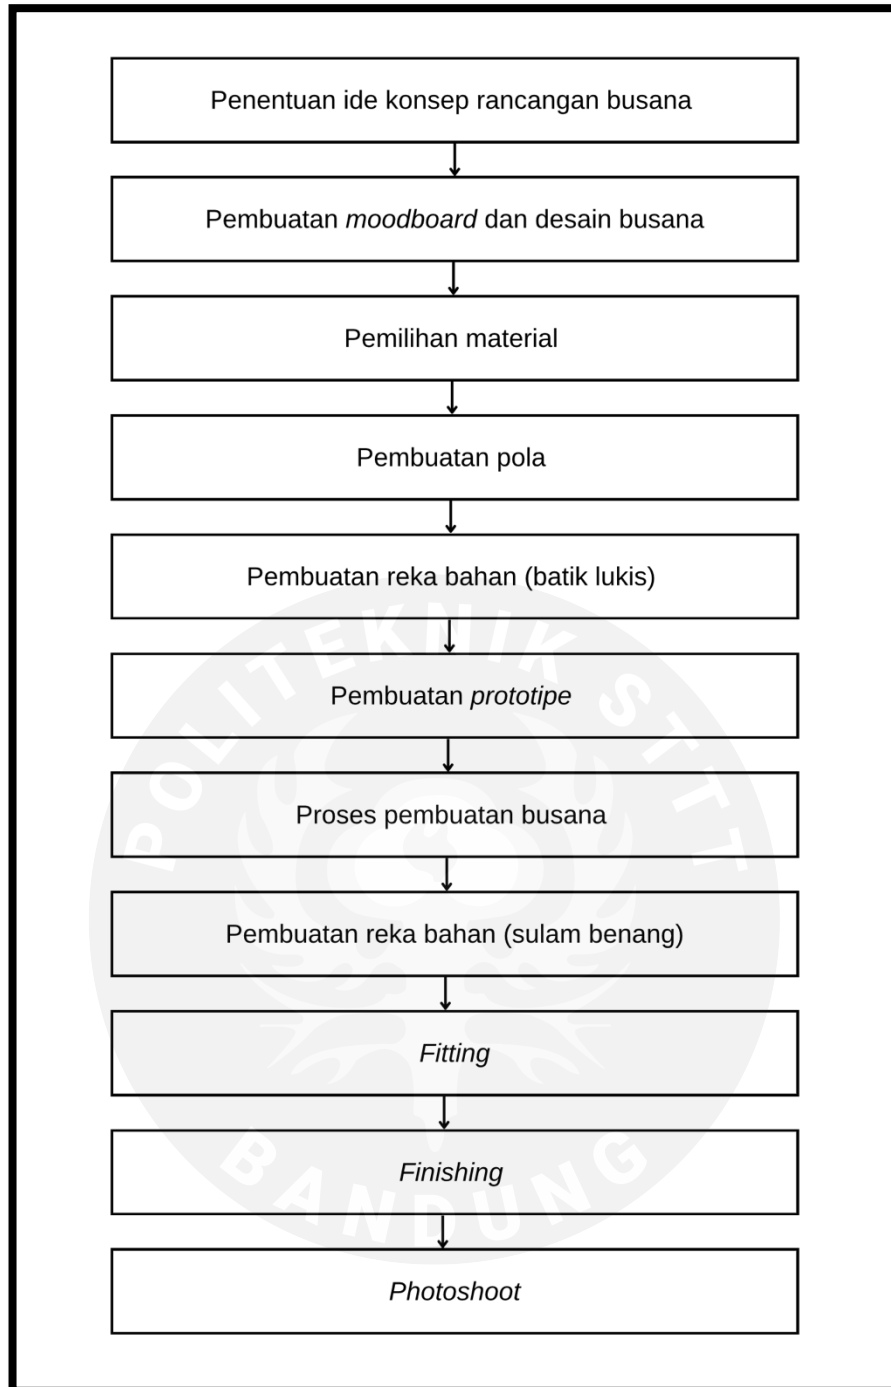 Penentuan ide konsep rancangan busana
Pembuatan moodboard dan desain busana
Pemilihan material
Pembuatan pola
Pembuatan reka bahan (batik lukis)
Pembuatan prototipe
Proses pembuatan busana
Pembuatan reka bahan (sulam benang)
Fitting
Finishing
Photoshoot
POLITEKNIK STTT
BANDUNG